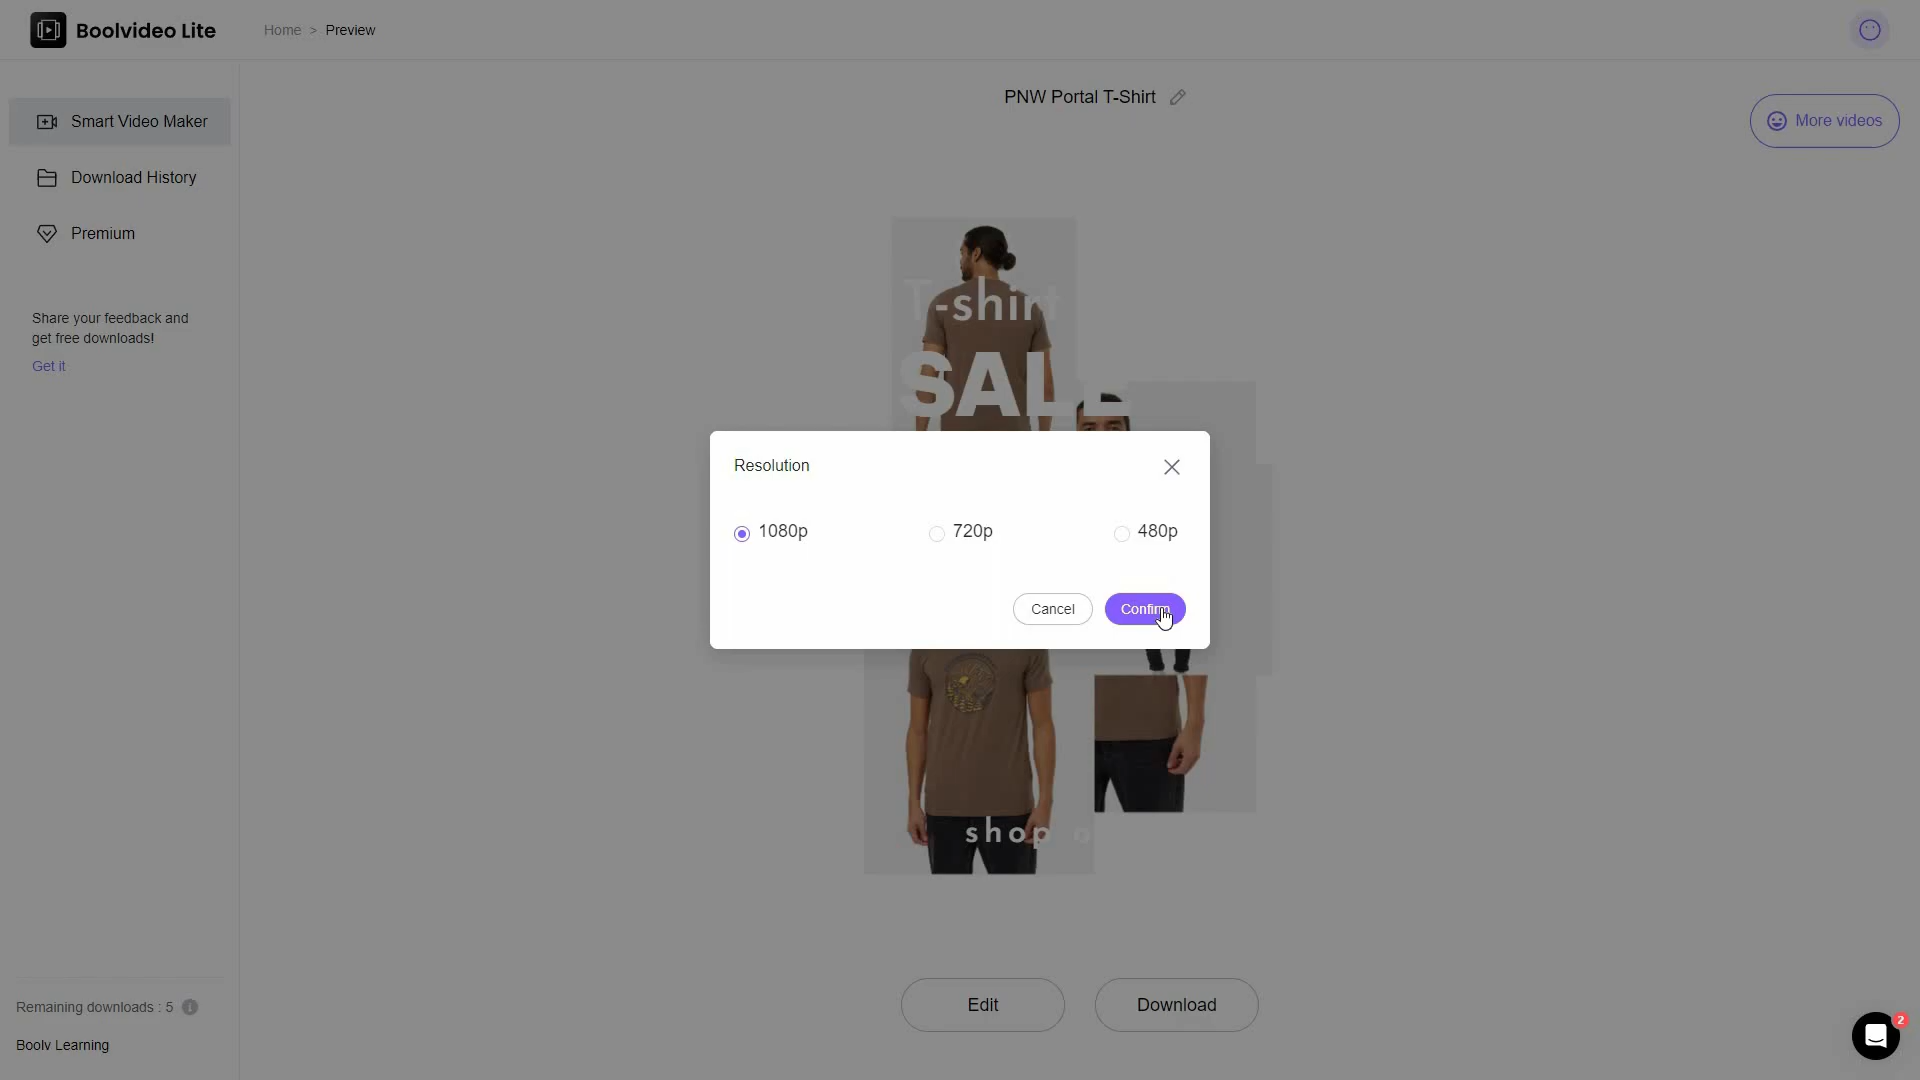 Boolvideo Lite
Home > Preview
PNW Portal T-Shirt
More videos
Smart Video Maker
Download History
Premium
Share your feedback and
get free downloads!
Get it
T-shirt
SALE
Resolution
1080p
720p
480p
Cancel
Confirm
shop o
Edit
Download
Remaining downloads : 5
Boolv Learning
2